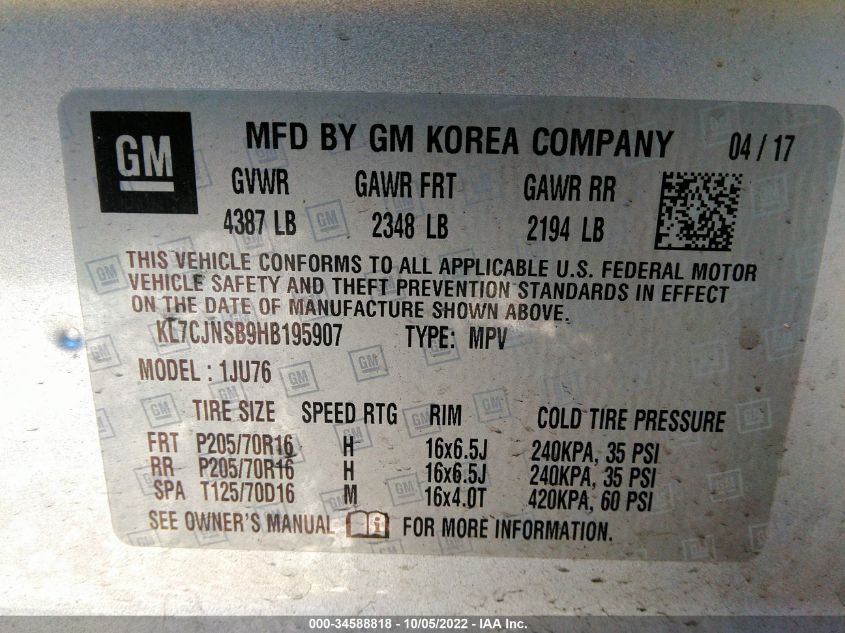 GM MFD BY GM KOREA COMPANY 04 / 17
GVWR GAWR FRT GAWR RR
4387 LB 2348 LB 2194 LB
THIS VEHICLE CONFORMS TO ALL APPLICABLE U.S. FEDERAL MOTOR
VEHICLE SAFETY AND THEFT PREVENTION STANDARDS IN EFFECT
ON THE DATE OF MANUFACTURE SHOWN ABOVE.
KL7CJNSB9HB195907 TYPE: MPV
MODEL : 1JU76
TIRE SIZE SPEED RTG RIM COLD TIRE PRESSURE
FRT P205/70R16 H 16x6.5J 240KPA, 35 PSI
RR P205/70R16 H 16x6.5J 240KPA, 35 PSI
SPA T125/70D16 M 16x4.0T 420KPA, 60 PSI
SEE OWNER'S MANUAL FOR MORE INFORMATION.
000-34588818 - 10/05/2022 - IAA Inc.